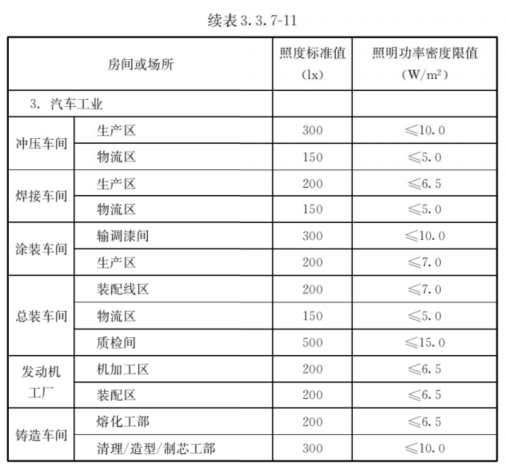 续表 3.3.7-11
房间或场所 照度标准值（lx） 照明功率密度限值（W/m²）
3．汽车工业
冲压车间 生产区 300 ≤10.0
物流区 150 ≤5.0
焊接车间 生产区 200 ≤6.5
物流区 150 ≤5.0
涂装车间 输调漆间 300 ≤10.0
生产区 200 ≤7.0
总装车间 装配线区 200 ≤7.0
物流区 150 ≤5.0
质检间 500 ≤15.0
发动机工厂 机加工区 200 ≤6.5
装配区 200 ≤6.5
铸造车间 熔化工部 200 ≤6.5
清理/造型/制芯工部 300 ≤10.0